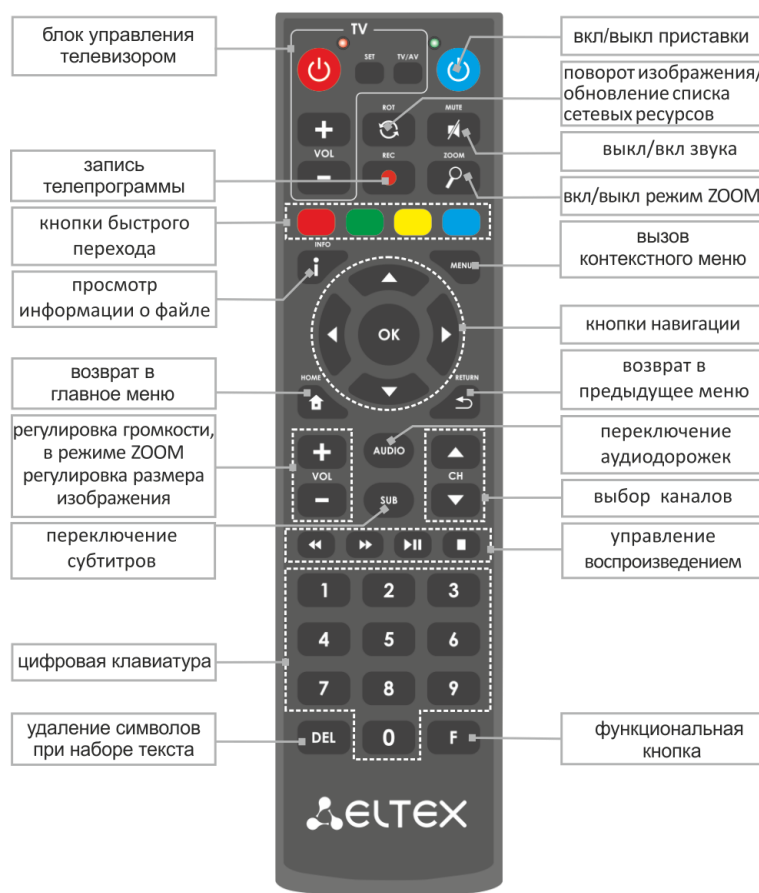 блок управления
телевизором
запись
телепрограммы
кнопки быстрого
перехода
просмотр
информации о файле
возврат в
главное меню
регулировка громкости,
в режиме ZOOM
регулировка размера
изображения
переключение
субтитров
цифровая клавиатура
удаление символов
при наборе текста
TV
SET
TV/AV
ROT
MUTE
VOL
REC
ZOOM
INFO
i
MENU
OK
HOME
RETURN
AUDIO
VOL
CH
SUB
1
2
3
4
5
6
7
8
9
DEL
0
F
ELTEX
вкл/выкл приставки
поворот изображения/
обновление списка
сетевых ресурсов
выкл/вкл звука
вкл/выкл режим ZOOM
вызов
контекстного меню
кнопки навигации
возврат в
предыдущее меню
переключение
аудиодорожек
выбор каналов
управление
воспроизведением
функциональная
кнопка